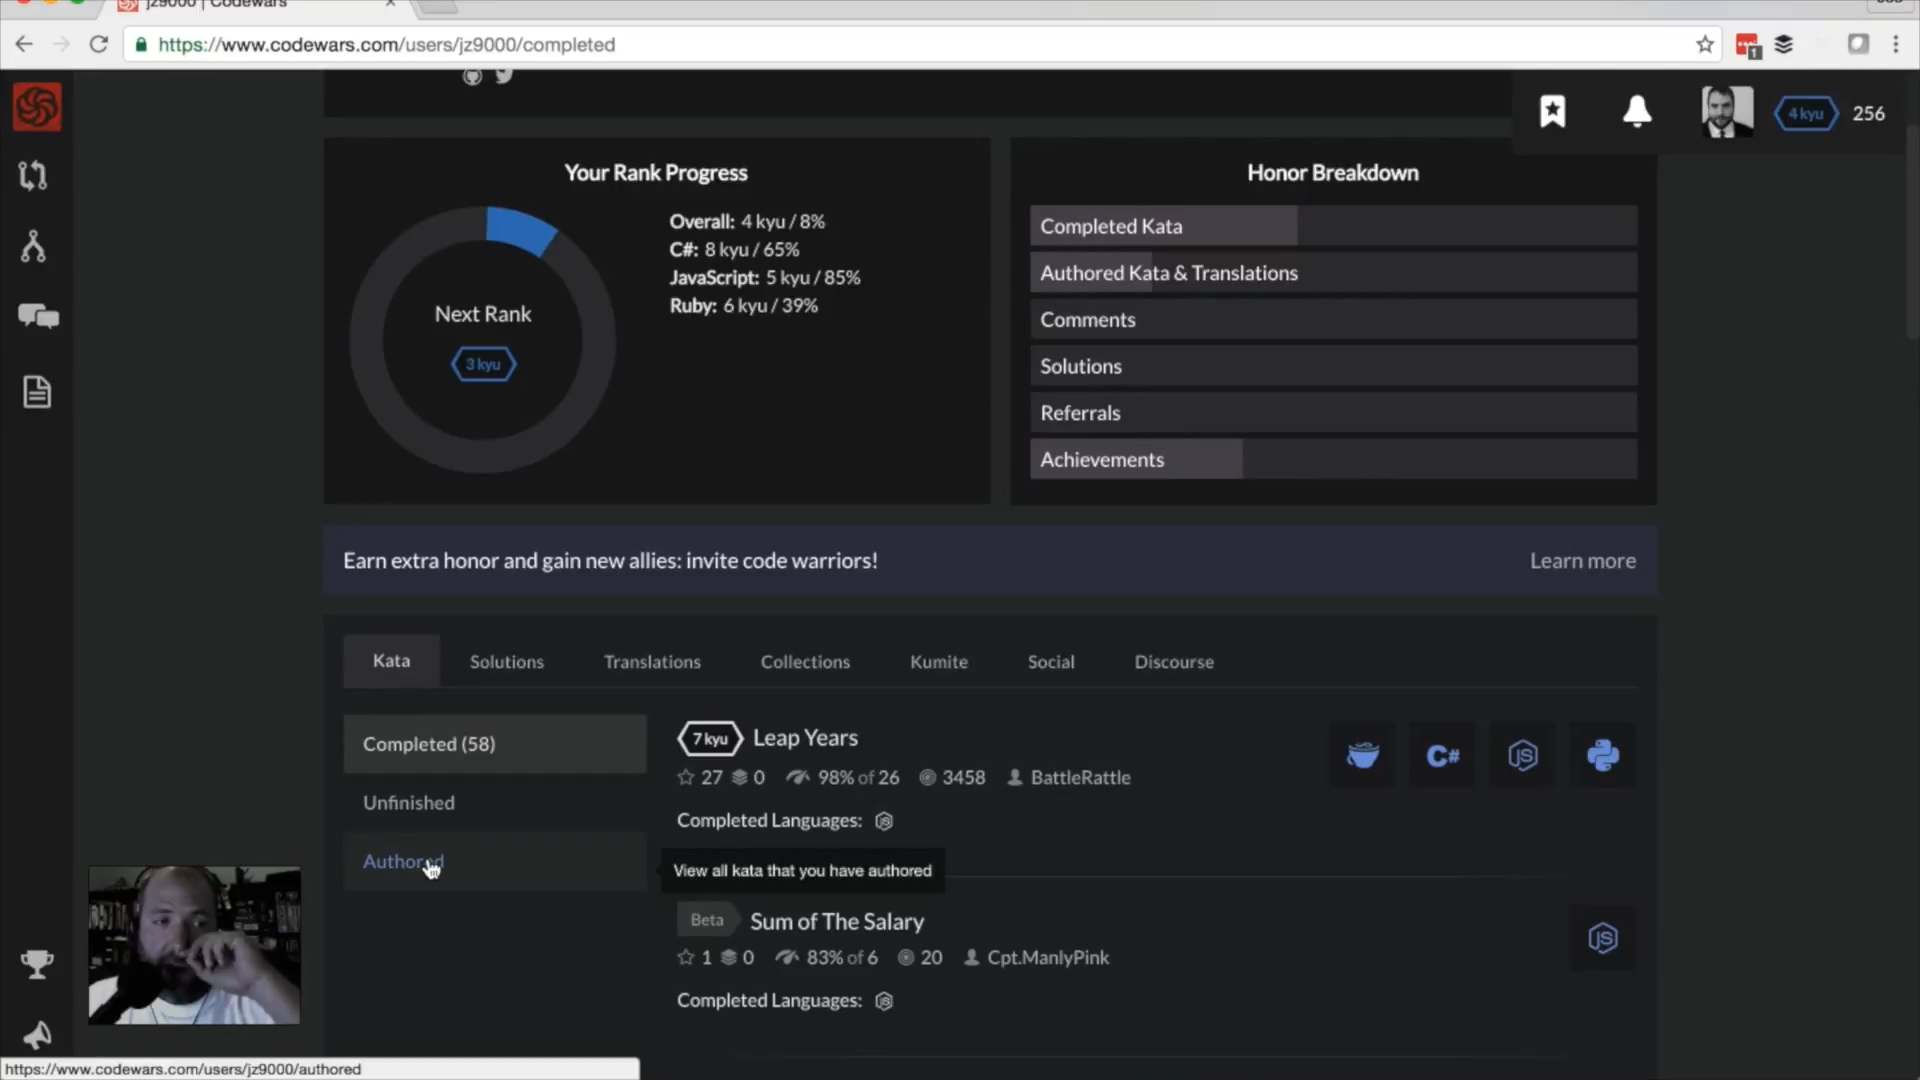 jz9000 | Codewars
https://www.codewars.com/users/jz9000/completed
1
4 kyu
256
Your Rank Progress
Next Rank
3 kyu
Overall: 4 kyu / 8%
C#: 8 kyu / 65%
JavaScript: 5 kyu / 85%
Ruby: 6 kyu / 39%
Honor Breakdown
Completed Kata
Authored Kata & Translations
Comments
Solutions
Referrals
Achievements
Earn extra honor and gain new allies: invite code warriors!
Learn more
Kata Solutions Translations Collections Kumite Social Discourse
Completed (58)
Unfinished
Authored
7 kyu Leap Years
27 0 98% of 26 3458 BattleRattle
Completed Languages: JS
C# JS
View all kata that you have authored
Beta Sum of The Salary
1 0 83% of 6 20 Cpt.ManlyPink
Completed Languages: JS
JS
https://www.codewars.com/users/jz9000/authored